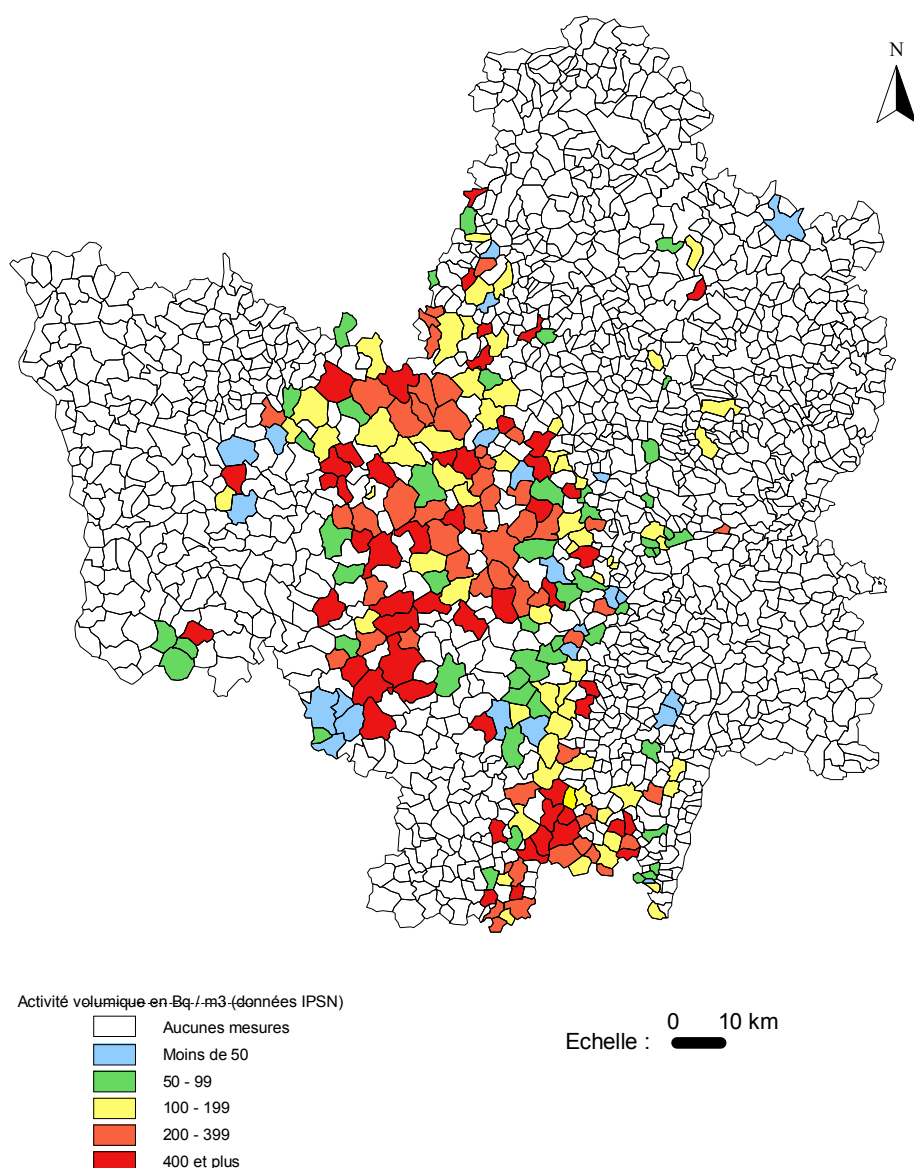 N
Activité volumique en Bq / m3 (données IPSN)
Aucunes mesures
Moins de 50
50 - 99
100 - 199
200 - 399
400 et plus
0 10 km
Echelle :